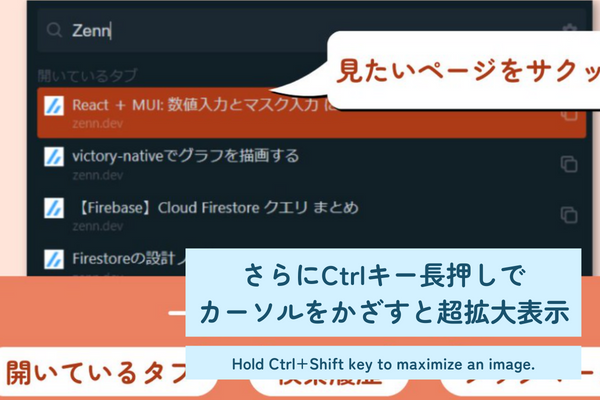 Zenn
見たいページをサクッ
開いているタブ
React + MUI: 数値入力とマスク入力
zenn.dev
victory-nativeでグラフを描画する
zenn.dev
【Firebase】Cloud Firestore クエリ まとめ
zenn.dev
Firestoreの設計
さらにCtrlキー長押しで
カーソルをかざすと超拡大表示
Hold Ctrl+Shift key to maximize an image.
開いているタブ
検索履歴